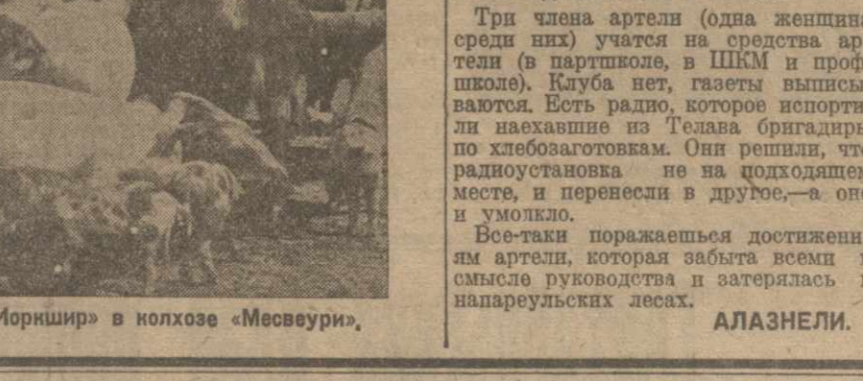 Иоркшир» в колхозе «Месвеури».
Три члена артели (одна женщина
среди них) учатся на средства ар-
тели (в партшколе, в ШКМ и проф-
школе). Клуба нет, газеты выписы-
ваются. Есть радио, которое испорти-
ли наехавшие из Телава бригадиры
по хлебозаготовкам. Они решили, что
радиоустановка не на подходящем
месте, и перенесли в другое,—а оно
и умолкло.
Все-таки поражаешься достижени-
ям артели, которая забыта всеми
смысле руководства и затерялась
напареульских лесах.
АЛАЗНЕЛИ.